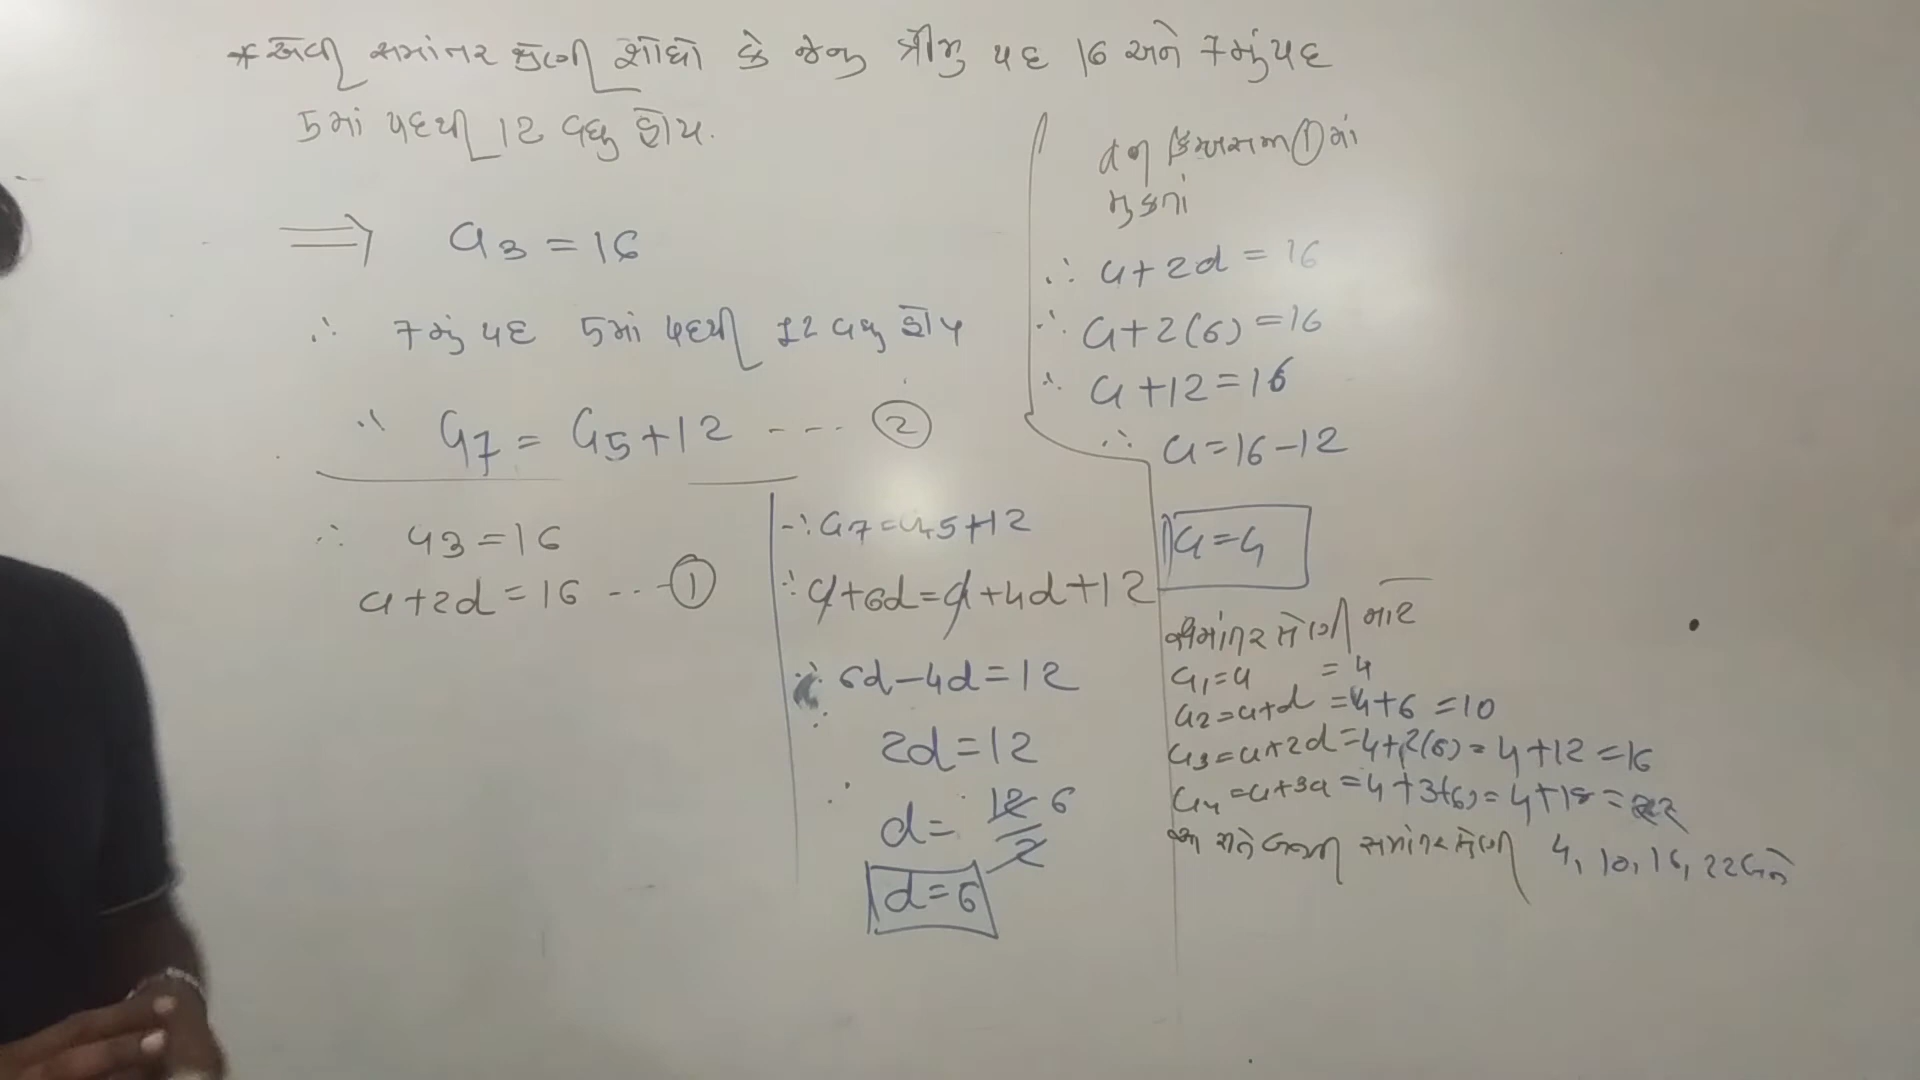 * એવી સમાંતર શ્રેણી શોધો કે જેનુ ત્રીજુ પદ 16 અને 7મું પદ
5માં પદથી 12 વધુ હોય.
⟹ a3 = 16
∴ 7મું પદ 5માં પદથી 12 વધુ હોય
∴ a7 = a5 + 12 ---- ②
∴ a3 = 16
a + 2d = 16 --- ①
∴ a7 = a5 + 12
∴ a + 6d = a + 4d + 12
∴ 6d - 4d = 12
∴ 2d = 12
∴ d = 12/2 6
d = 6
d ની કિંમત ① માં
મુકતાં
∴ a + 2d = 16
∴ a + 2(6) = 16
∴ a + 12 = 16
∴ a = 16 - 12
a = 4
સમાંતર શ્રેણી માટે
a1 = a = 4
a2 = a + d = 4 + 6 = 10
a3 = a + 2d = 4 + 2(6) = 4 + 12 = 16
a4 = a + 3d = 4 + 3(6) = 4 + 18 = 22
આ રીતે સમાંતર શ્રેણી 4, 10, 16, 22 બને